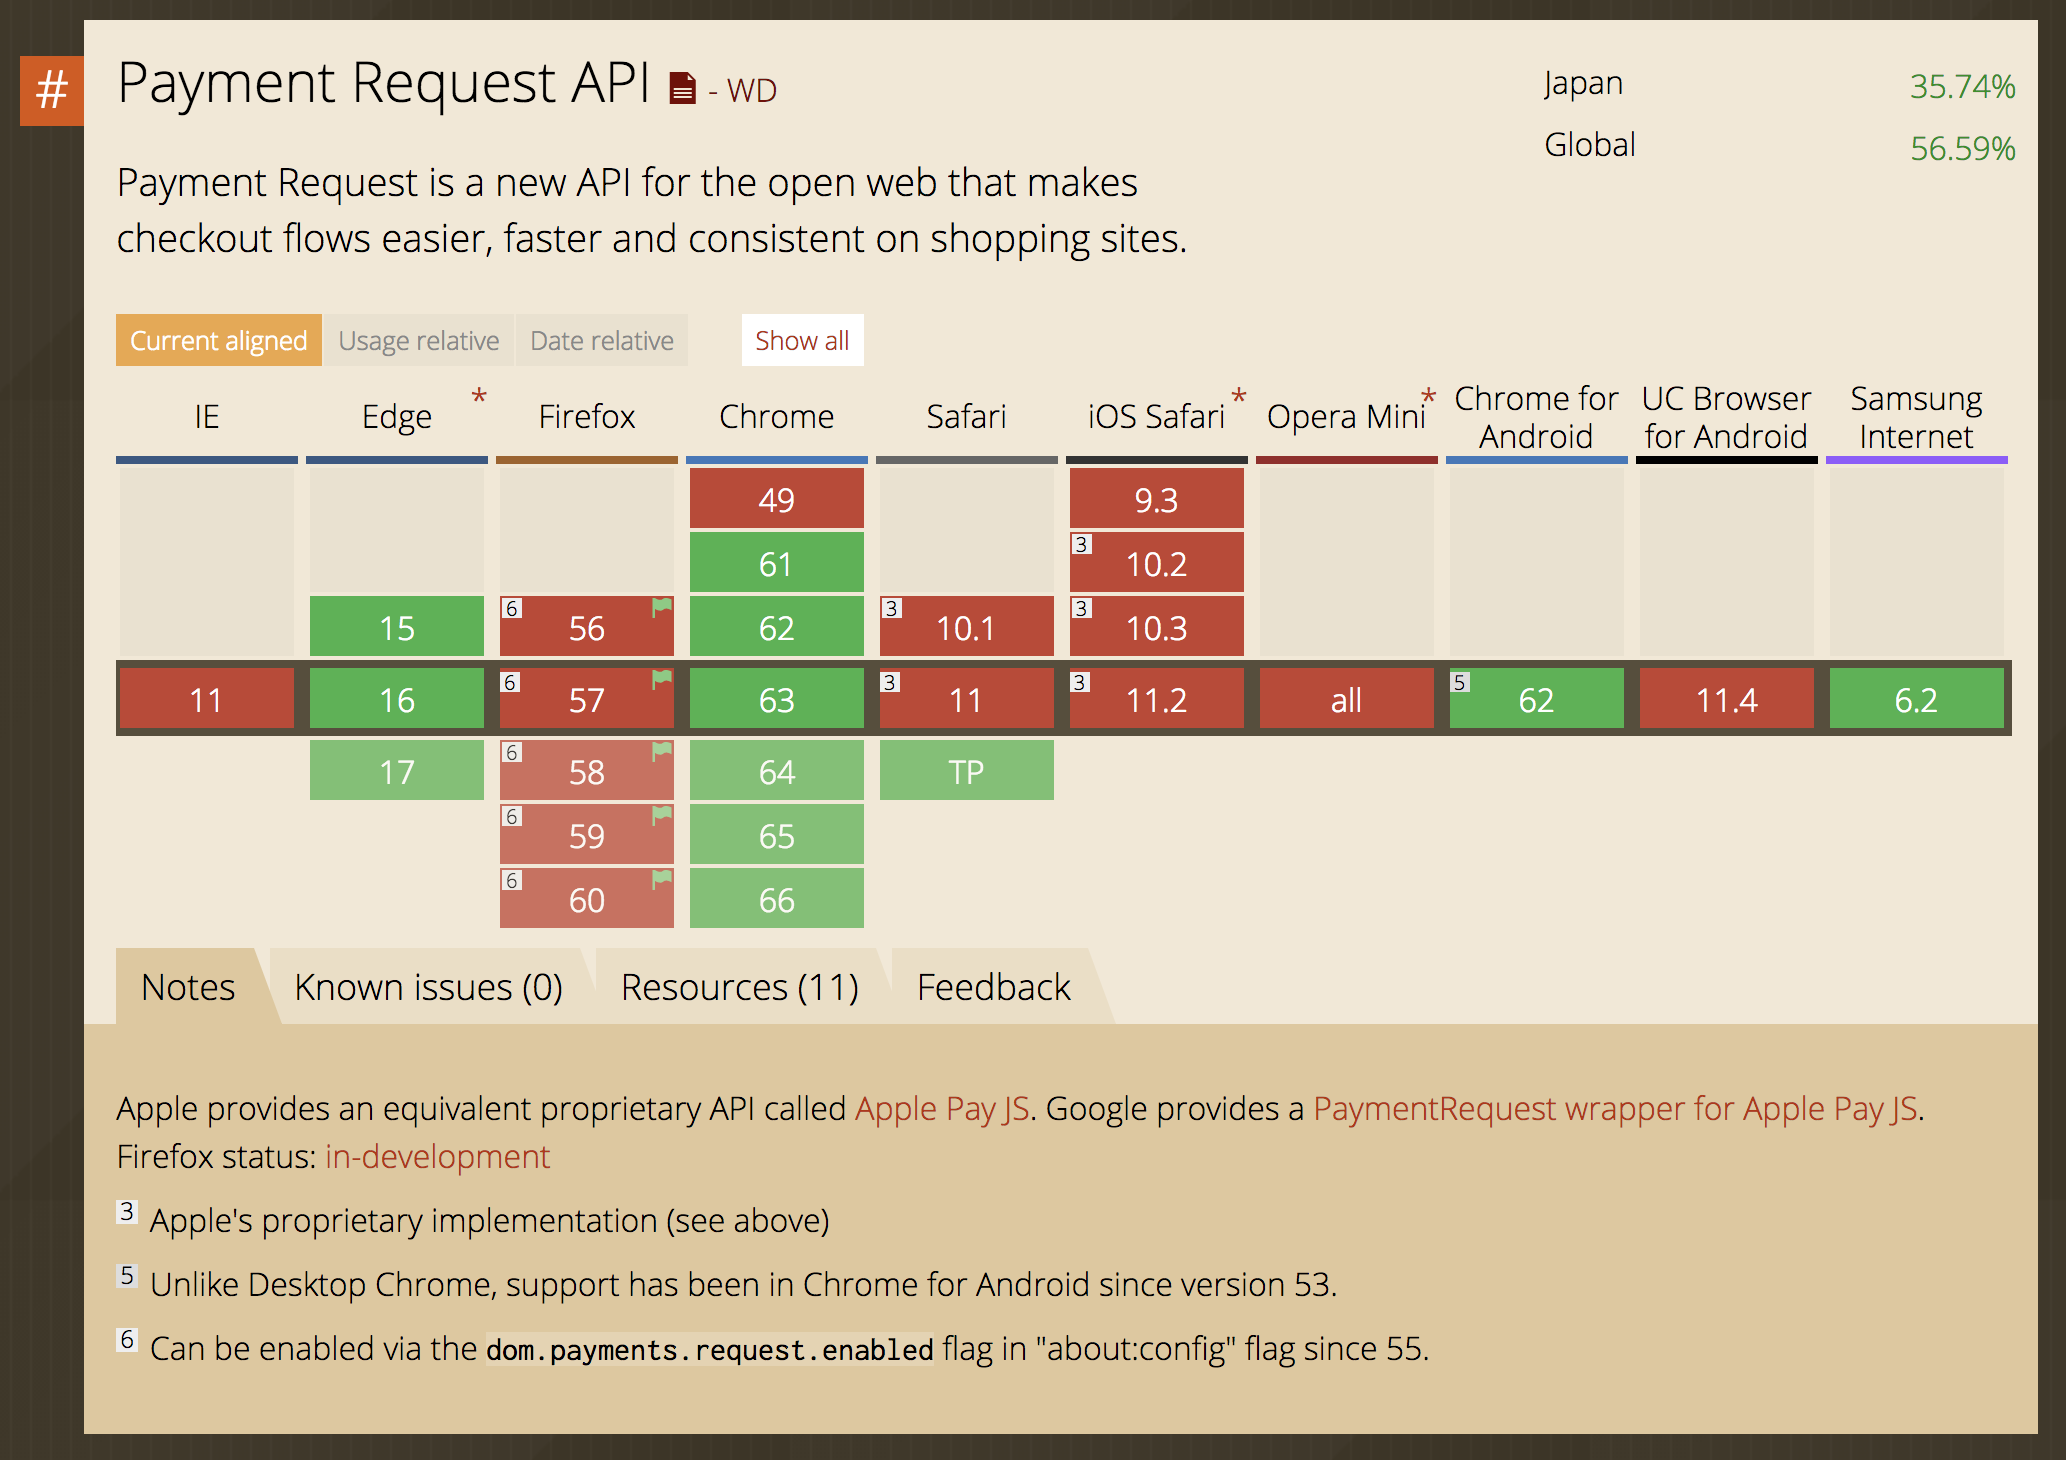 #
Payment Request API - WD
Japan 35.74%
Global 56.59%
Payment Request is a new API for the open web that makes
checkout flows easier, faster and consistent on shopping sites.
Current aligned Usage relative Date relative Show all
IE Edge * Firefox Chrome Safari iOS Safari * Opera Mini * Chrome for Android UC Browser for Android Samsung Internet
49 9.3
61 3 10.2
15 6 56 62 3 10.1 3 10.3
11 16 6 57 63 3 11 3 11.2 all 5 62 11.4 6.2
17 6 58 64 TP
6 59 65
6 60 66
Notes Known issues (0) Resources (11) Feedback
Apple provides an equivalent proprietary API called Apple Pay JS. Google provides a PaymentRequest wrapper for Apple Pay JS.
Firefox status: in-development
3 Apple's proprietary implementation (see above)
5 Unlike Desktop Chrome, support has been in Chrome for Android since version 53.
6 Can be enabled via the dom.payments.request.enabled flag in "about:config" flag since 55.